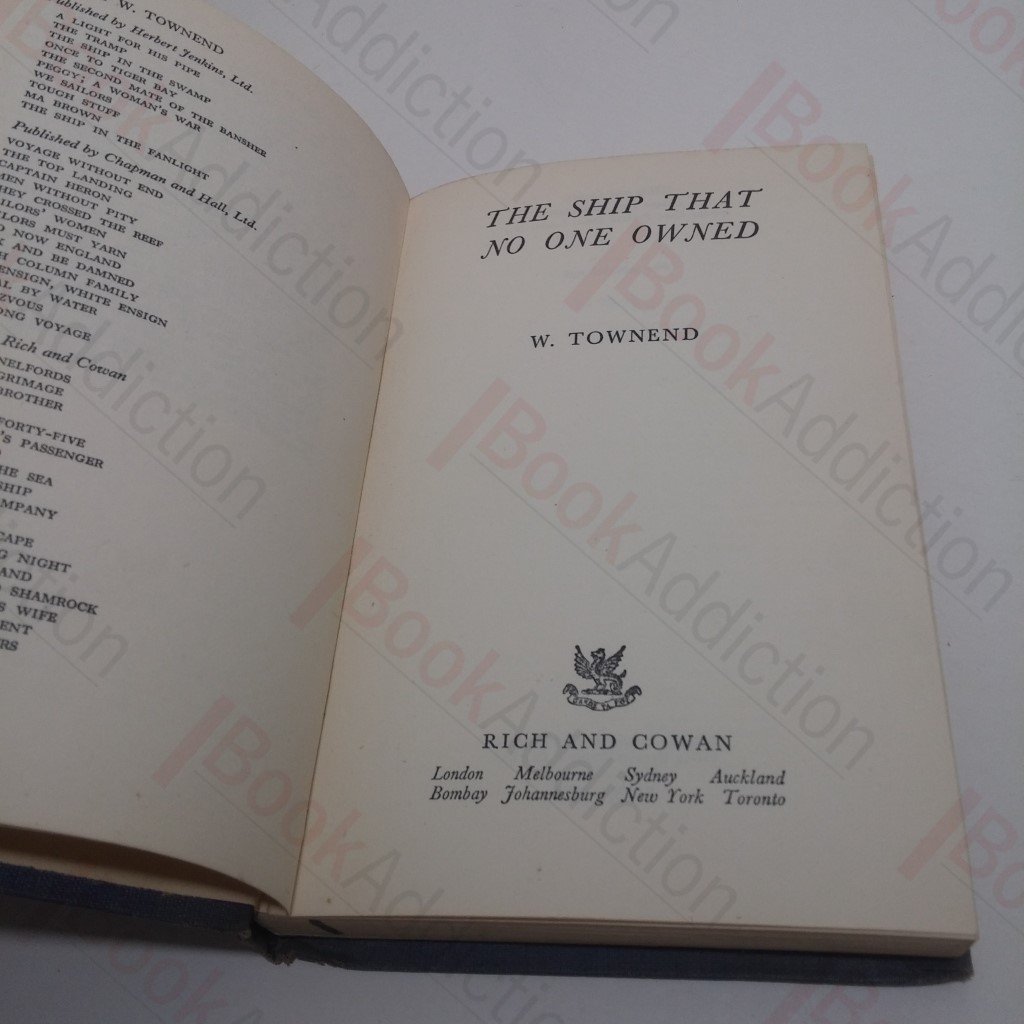 W. TOWNEND
Published by Herbert Jenkins, Ltd.
A LIGHT FOR HIS PIPE
THE TRAMP
THE SHIP IN THE SWAMP
ONCE TO TIGER BAY
THE SECOND MATE OF THE BANSHEE
PEGGY; A WOMAN'S WAR
WE SAILORS
TOUGH STUFF
MA BROWN
THE SHIP IN THE FANLIGHT
Published by Chapman and Hall, Ltd.
VOYAGE WITHOUT END
THE TOP LANDING
CAPTAIN HERON
MEN WITHOUT PITY
THEY CROSSED THE REEF
SAILORS' WOMEN
SAILORS MUST YARN
NOW ENGLAND
AND BE DAMNED
COLUMN FAMILY
ENSIGN, WHITE ENSIGN
BY WATER
VOYAGE
Rich and Cowan
BROTHER
FORTY-FIVE
PASSENGER
THE SEA
NIGHT
SHAMROCK
WIFE
THE SHIP THAT
NO ONE OWNED
W. TOWNEND
RICH AND COWAN
London Melbourne Sydney Auckland
Bombay Johannesburg New York Toronto
BookAddiction